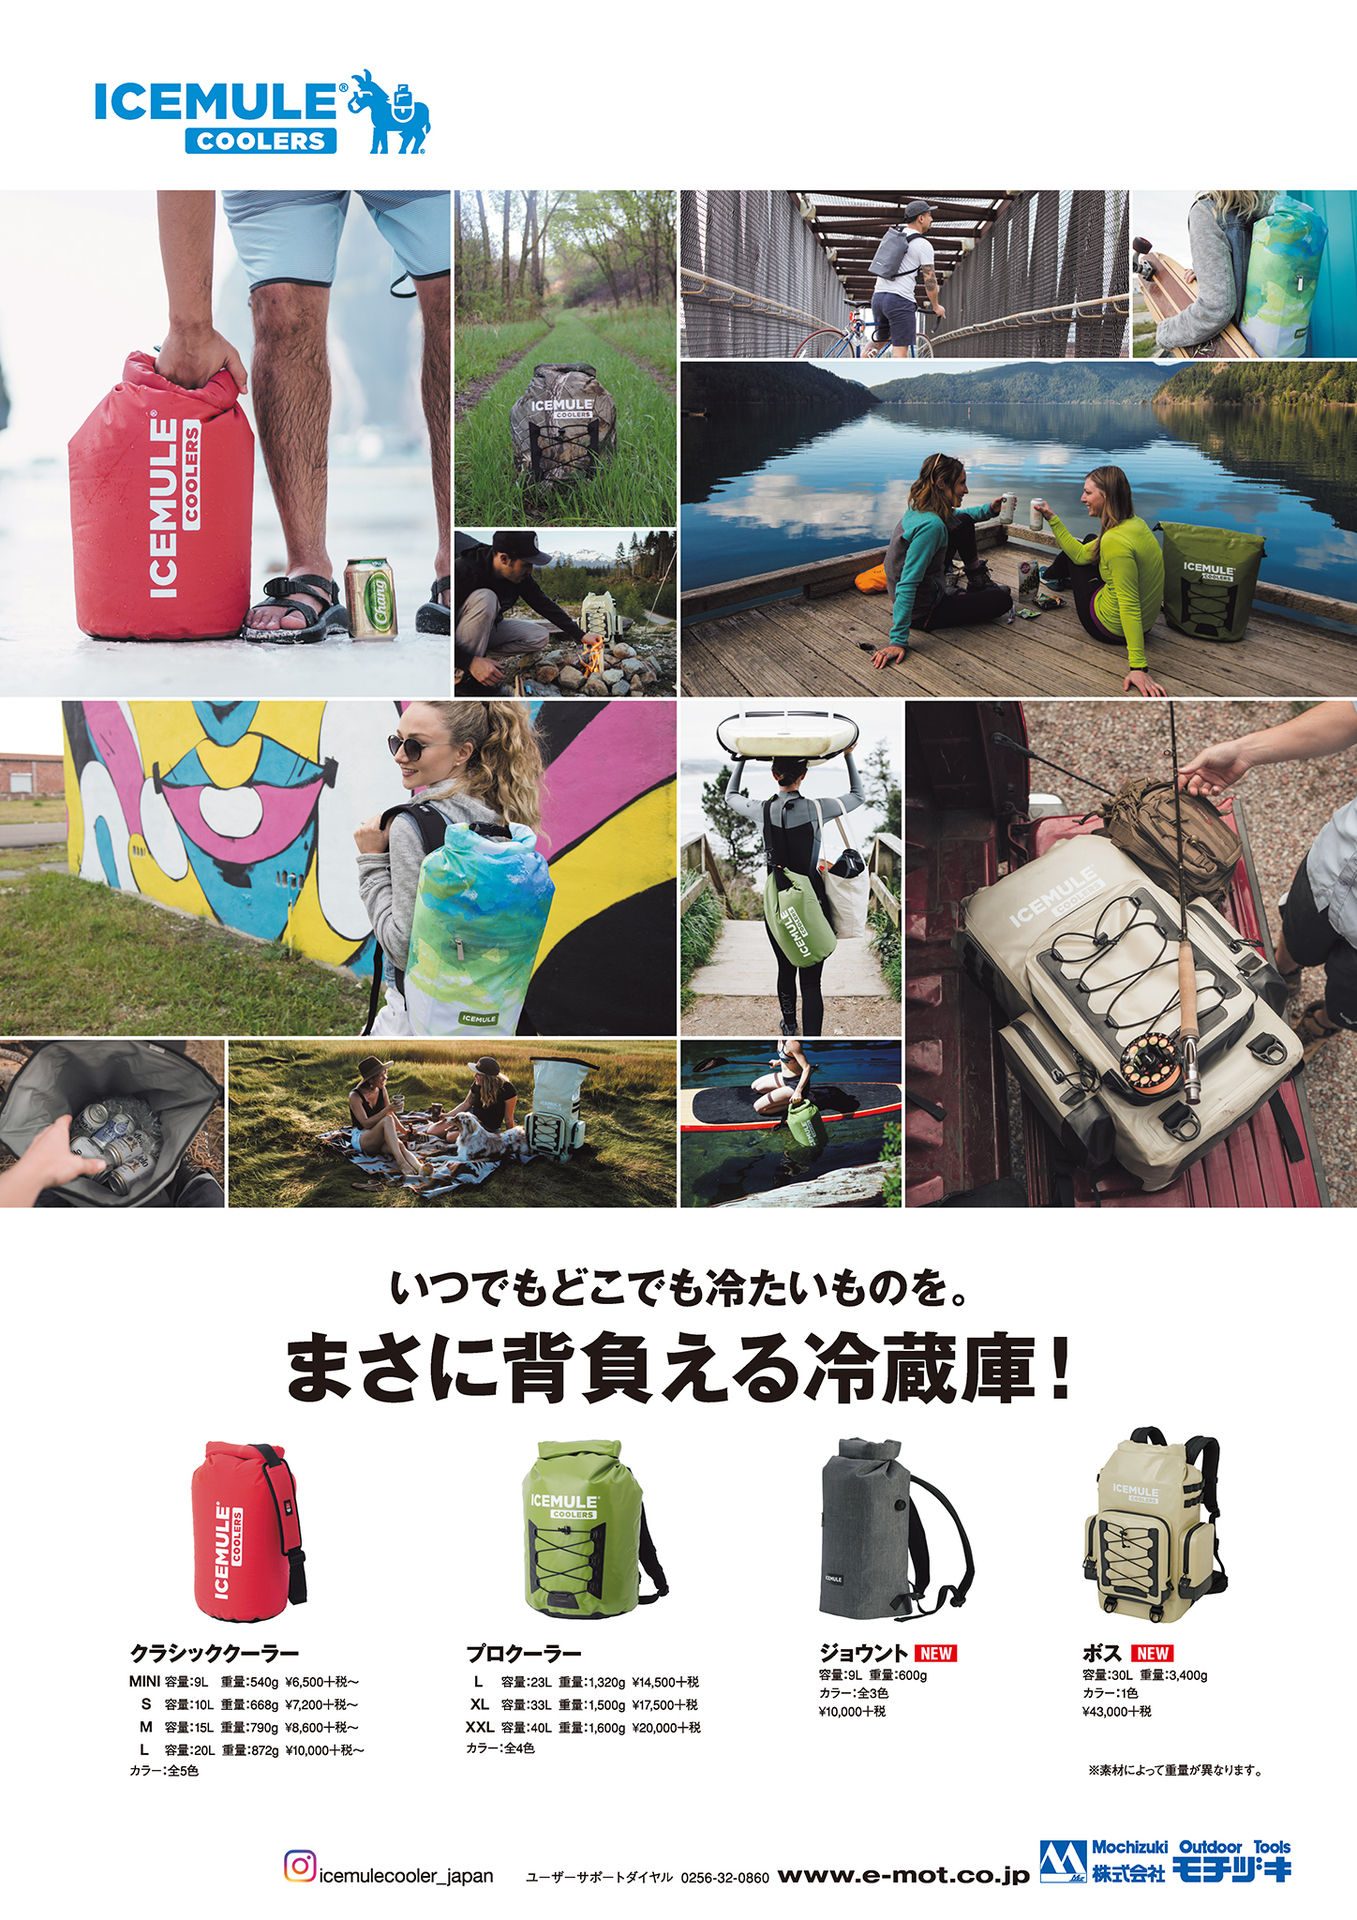 ICEMULE®
COOLERS
ICEMULE®
COOLERS
Chang
ICEMULE
COOLERS
ICEMULE®
COOLERS
ICEMULE
ICEMULE
COOLERS
ICEMULE®
COOLERS
いつでもどこでも冷たいものを。
まさに背負える冷蔵庫！
ICEMULE®
COOLERS
ICEMULE®
COOLERS
ICEMULE
ICEMULE®
COOLERS
クラシッククーラー
MINI 容量：9L 重量：540g ¥6,500＋税〜
S 容量：10L 重量：668g ¥7,200＋税〜
M 容量：15L 重量：790g ¥8,600＋税〜
L 容量：20L 重量：872g ¥10,000＋税〜
カラー：全5色
プロクーラー
L 容量：23L 重量：1,320g ¥14,500＋税
XL 容量：33L 重量：1,500g ¥17,500＋税
XXL 容量：40L 重量：1,600g ¥20,000＋税
カラー：全4色
ジョウント NEW
容量：9L 重量：600g
カラー：全3色
¥10,000＋税
ボス NEW
容量：30L 重量：3,400g
カラー：1色
¥43,000＋税
※素材によって重量が異なります。
icemulecooler_japan
ユーザーサポートダイヤル 0256-32-0860
www.e-mot.co.jp
Mochizuki Outdoor Tools
株式会社 モチヅキ